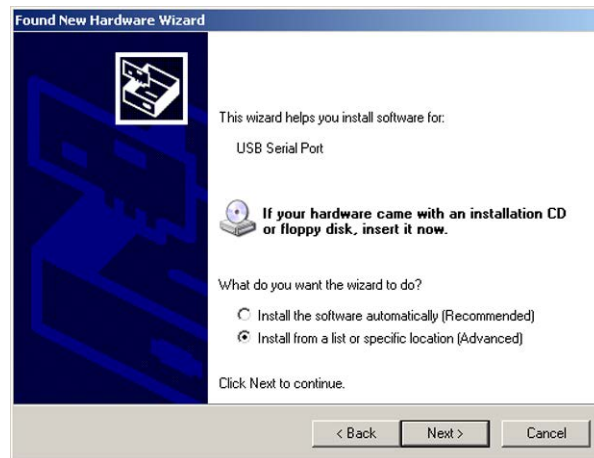 Found New Hardware Wizard
This wizard helps you install software for:
USB Serial Port
If your hardware came with an installation CD
or floppy disk, insert it now.
What do you want the wizard to do?
Install the software automatically (Recommended)
Install from a list or specific location (Advanced)
Click Next to continue.
< Back
Next >
Cancel